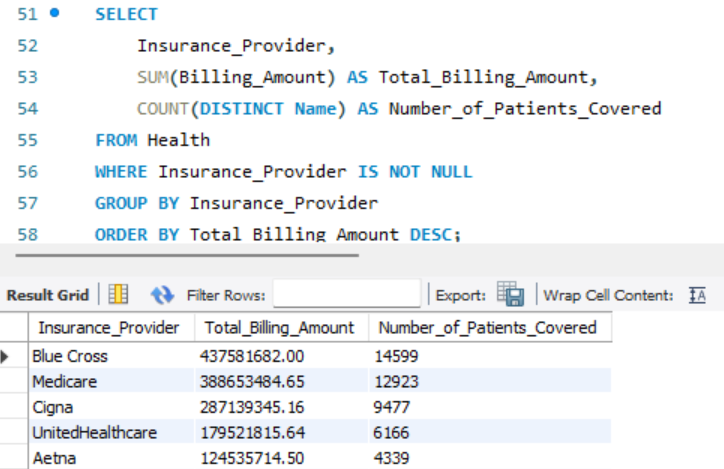 51 SELECT
52 Insurance_Provider,
53 SUM(Billing_Amount) AS Total_Billing_Amount,
54 COUNT(DISTINCT Name) AS Number_of_Patients_Covered
55 FROM Health
56 WHERE Insurance_Provider IS NOT NULL
57 GROUP BY Insurance_Provider
58 ORDER BY Total_Billing_Amount DESC;
Result Grid Filter Rows: Export: Wrap Cell Content: IA
Insurance_Provider Total_Billing_Amount Number_of_Patients_Covered
Blue Cross 437581682.00 14599
Medicare 388653484.65 12923
Cigna 287139345.16 9477
UnitedHealthcare 179521815.64 6166
Aetna 124535714.50 4339